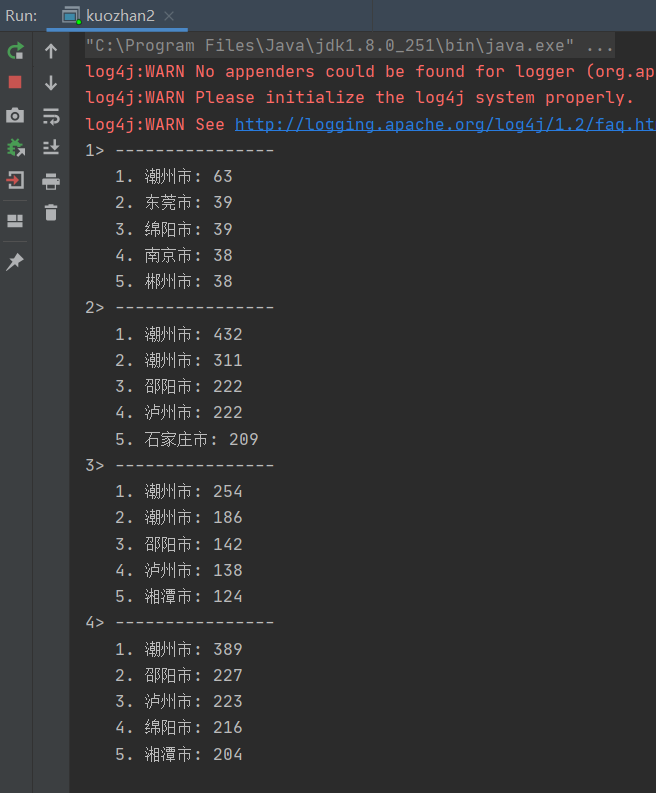 Run: kuozhan2
"C:\Program Files\Java\jdk1.8.0_251\bin\java.exe" ...
log4j:WARN No appenders could be found for logger (org.ap
log4j:WARN Please initialize the log4j system properly.
log4j:WARN See http://logging.apache.org/log4j/1.2/faq.ht
1> ----------------
1. 潮州市: 63
2. 东莞市: 39
3. 绵阳市: 39
4. 南京市: 38
5. 郴州市: 38
2> ----------------
1. 潮州市: 432
2. 潮州市: 311
3. 邵阳市: 222
4. 泸州市: 222
5. 石家庄市: 209
3> ----------------
1. 潮州市: 254
2. 潮州市: 186
3. 邵阳市: 142
4. 泸州市: 138
5. 湘潭市: 124
4> ----------------
1. 潮州市: 389
2. 邵阳市: 227
3. 泸州市: 223
4. 绵阳市: 216
5. 湘潭市: 204